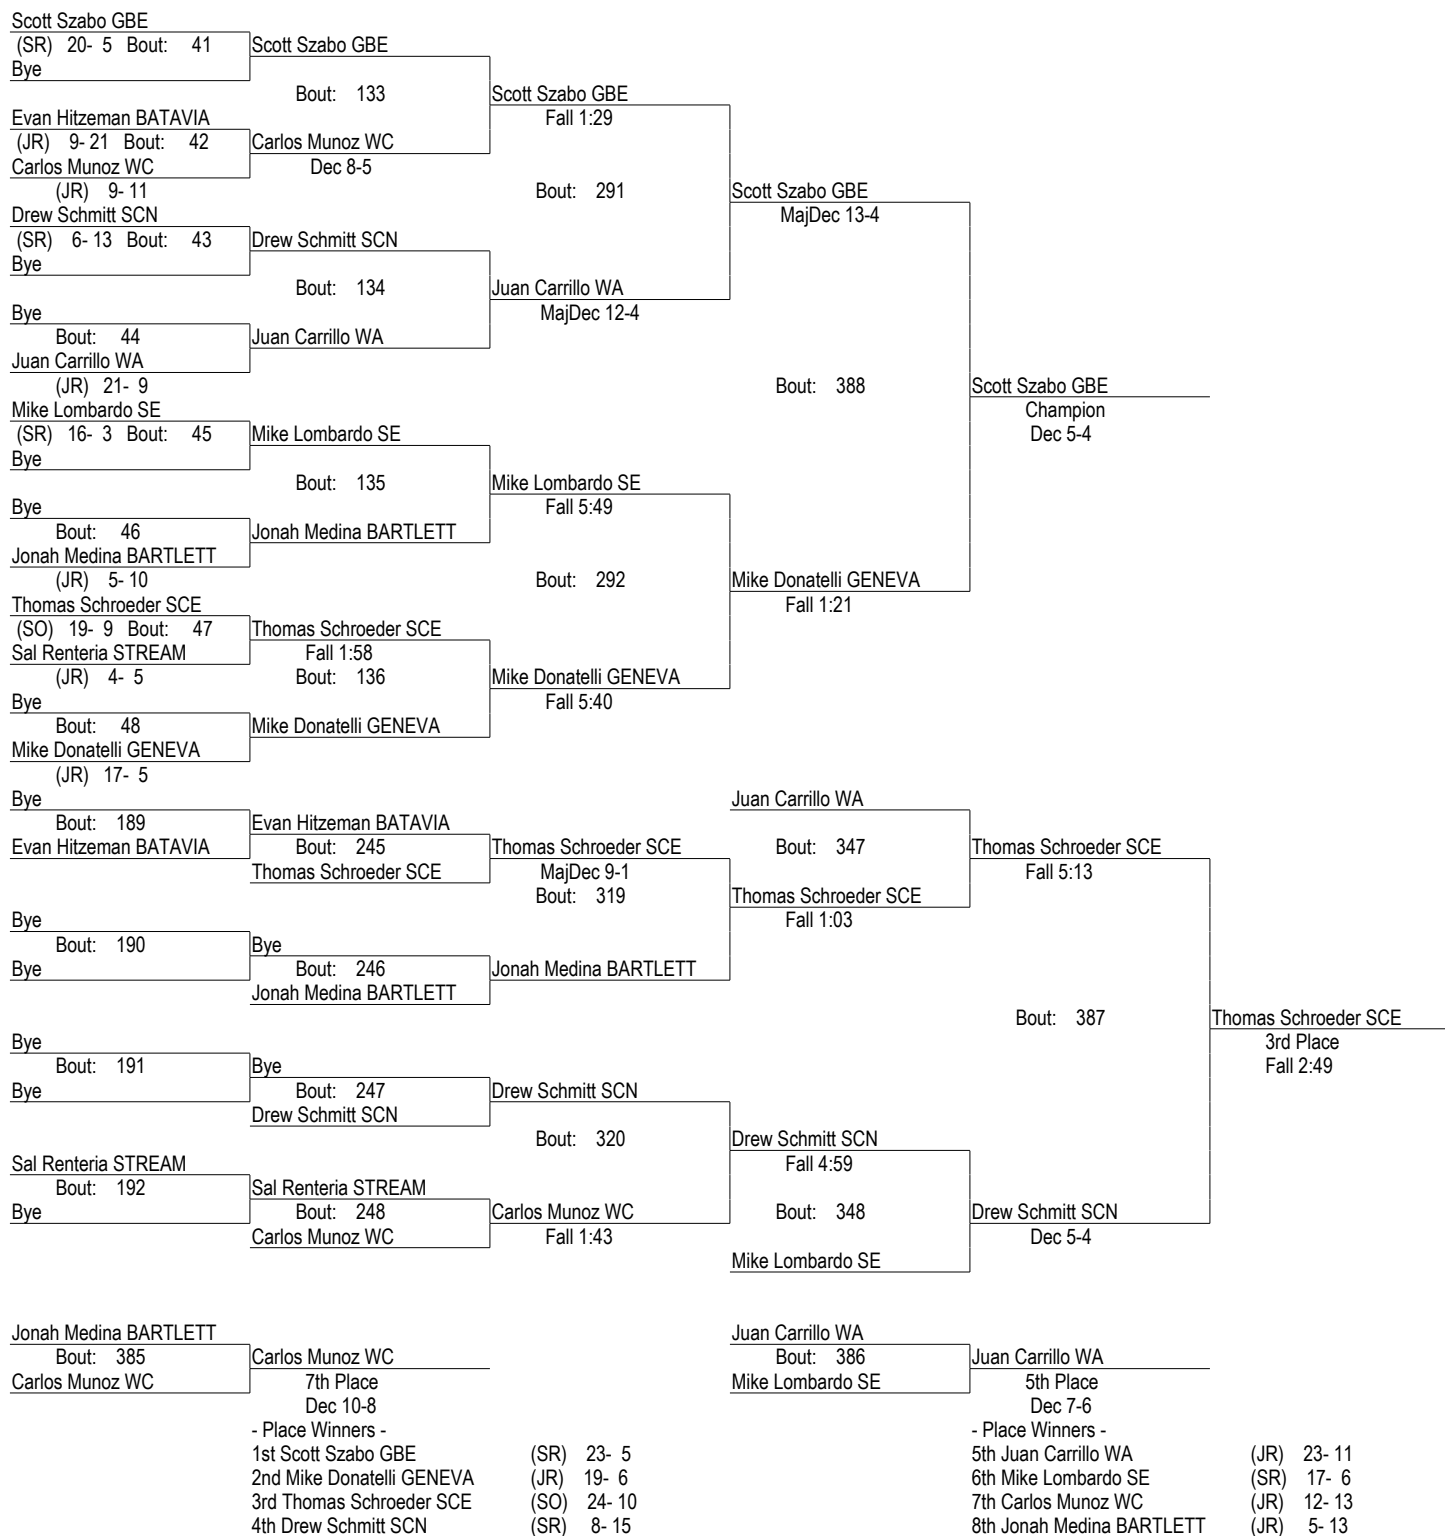 Scott Szabo GBE
(SR) 20- 5 Bout: 41 Scott Szabo GBE
Bye
Bout: 133 Scott Szabo GBE
Evan Hitzeman BATAVIA Fall 1:29
(JR) 9- 21 Bout: 42 Carlos Munoz WC
Carlos Munoz WC Dec 8-5
(JR) 9- 11 Bout: 291 Scott Szabo GBE
Drew Schmitt SCN MajDec 13-4
(SR) 6- 13 Bout: 43 Drew Schmitt SCN
Bye
Bout: 134 Juan Carrillo WA
Bye MajDec 12-4
Bout: 44 Juan Carrillo WA
Juan Carrillo WA
(JR) 21- 9 Bout: 388 Scott Szabo GBE
Mike Lombardo SE Champion
(SR) 16- 3 Bout: 45 Mike Lombardo SE Dec 5-4
Bye
Bout: 135 Mike Lombardo SE
Bye Fall 5:49
Bout: 46 Jonah Medina BARTLETT
Jonah Medina BARTLETT
(JR) 5- 10 Bout: 292 Mike Donatelli GENEVA
Thomas Schroeder SCE Fall 1:21
(SO) 19- 9 Bout: 47 Thomas Schroeder SCE
Sal Renteria STREAM Fall 1:58
(JR) 4- 5 Bout: 136 Mike Donatelli GENEVA
Bye Fall 5:40
Bout: 48 Mike Donatelli GENEVA
Mike Donatelli GENEVA
(JR) 17- 5
Bye Juan Carrillo WA
Bout: 189 Evan Hitzeman BATAVIA
Evan Hitzeman BATAVIA Bout: 245 Thomas Schroeder SCE Bout: 347 Thomas Schroeder SCE
Thomas Schroeder SCE MajDec 9-1 Fall 5:13
Bout: 319 Thomas Schroeder SCE
Bye Fall 1:03
Bout: 190 Bye
Bye Bout: 246 Jonah Medina BARTLETT
Jonah Medina BARTLETT
Bout: 387 Thomas Schroeder SCE
Bye 3rd Place
Bout: 191 Bye Fall 2:49
Bye Bout: 247 Drew Schmitt SCN
Drew Schmitt SCN
Bout: 320 Drew Schmitt SCN
Sal Renteria STREAM Fall 4:59
Bout: 192 Sal Renteria STREAM
Bye Bout: 248 Carlos Munoz WC Bout: 348 Drew Schmitt SCN
Carlos Munoz WC Fall 1:43 Dec 5-4
Mike Lombardo SE
Jonah Medina BARTLETT Juan Carrillo WA
Bout: 385 Carlos Munoz WC Bout: 386 Juan Carrillo WA
Carlos Munoz WC 7th Place Mike Lombardo SE 5th Place
Dec 10-8 Dec 7-6
- Place Winners - - Place Winners -
1st Scott Szabo GBE (SR) 23- 5 5th Juan Carrillo WA (JR) 23- 11
2nd Mike Donatelli GENEVA (JR) 19- 6 6th Mike Lombardo SE (SR) 17- 6
3rd Thomas Schroeder SCE (SO) 24- 10 7th Carlos Munoz WC (JR) 12- 13
4th Drew Schmitt SCN (SR) 8- 15 8th Jonah Medina BARTLETT (JR) 5- 13